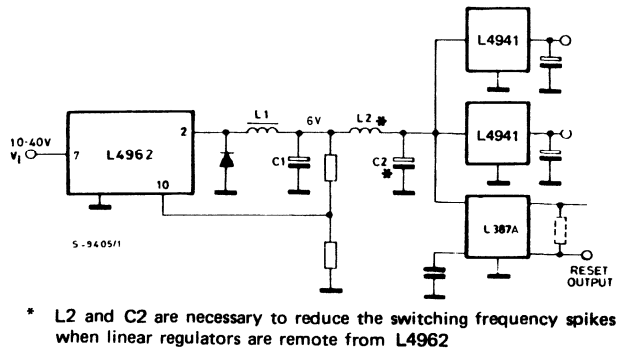 L4941
L1
6V
L2 *
2
10-40V
VI
7
L4962
C1
C2
*
L4941
10
L387A
S-9405/1
RESET
OUTPUT
* L2 and C2 are necessary to reduce the switching frequency spikes
when linear regulators are remote from L4962